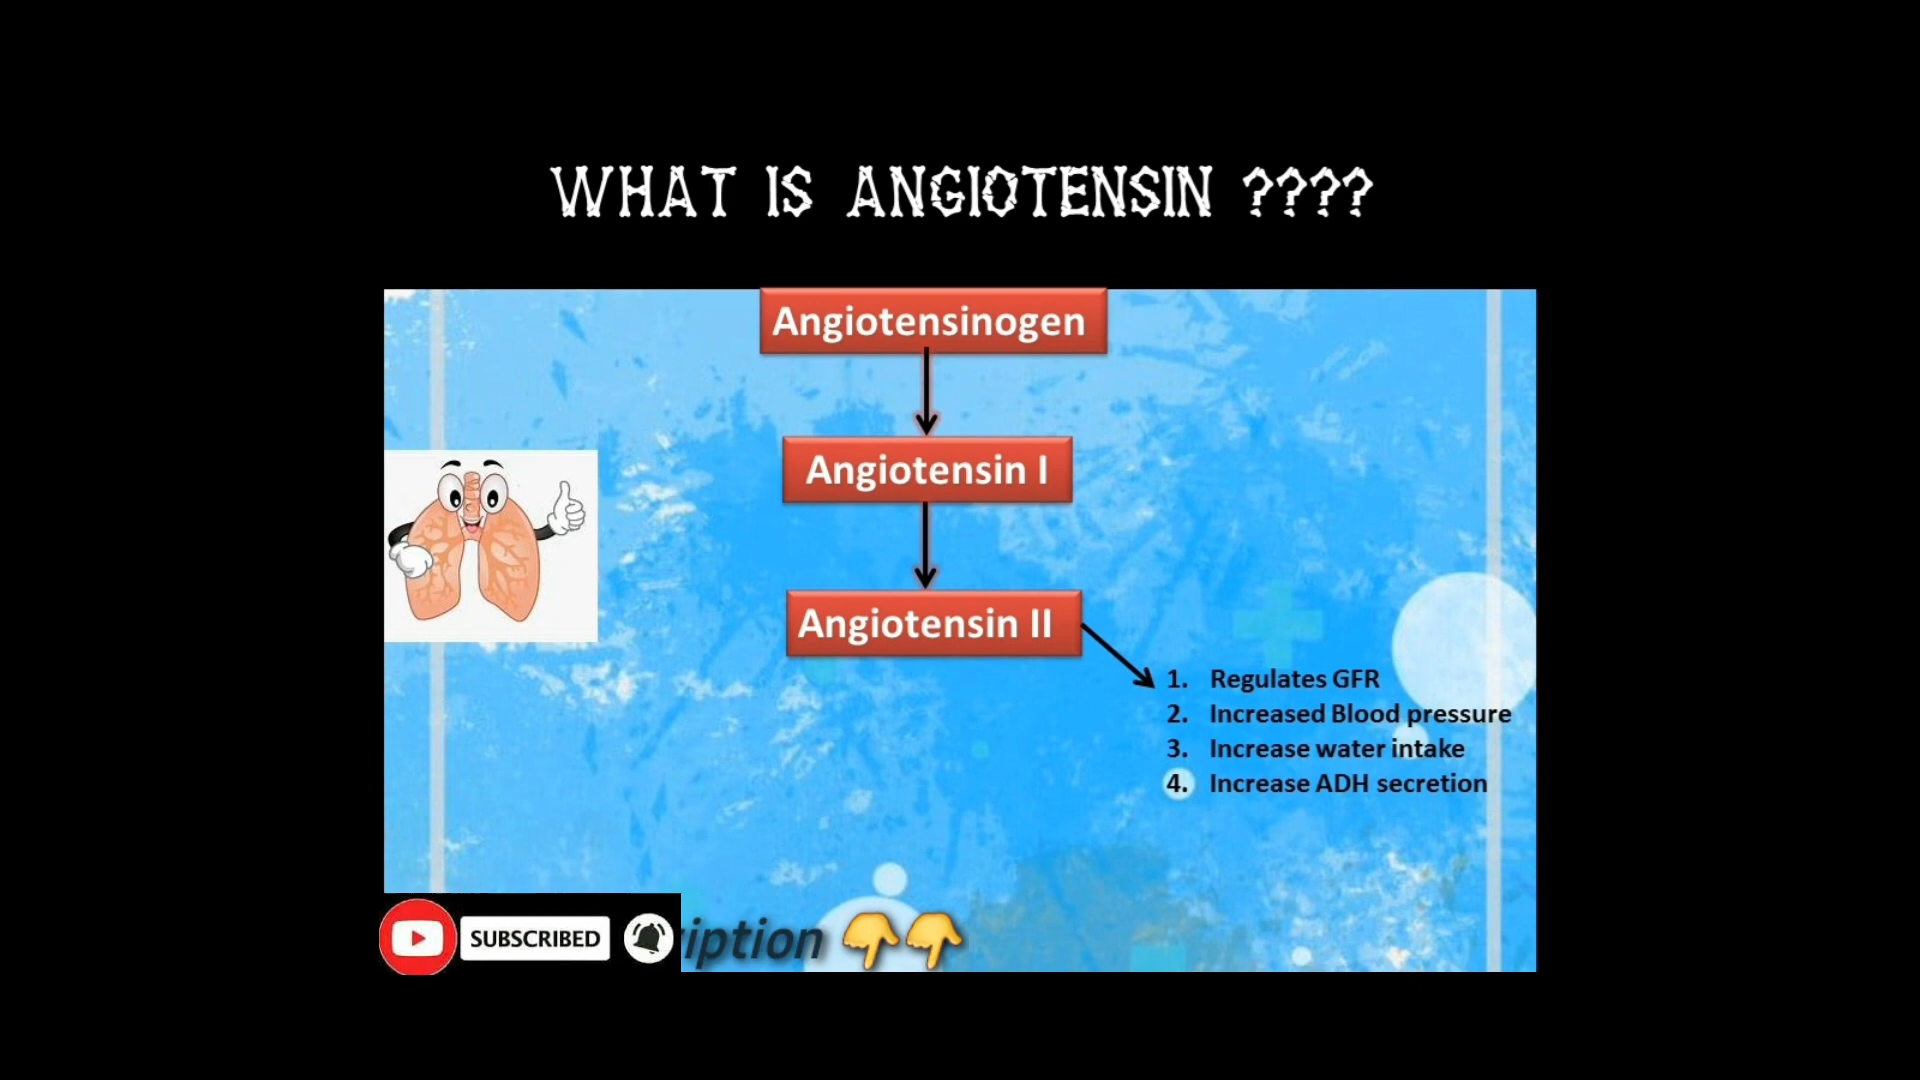 WHAT IS ANGIOTENSIN ????
Angiotensinogen
Angiotensin I
Angiotensin II
1. Regulates GFR
2. Increased Blood pressure
3. Increase water intake
4. Increase ADH secretion
SUBSCRIBED
iption 👇👇